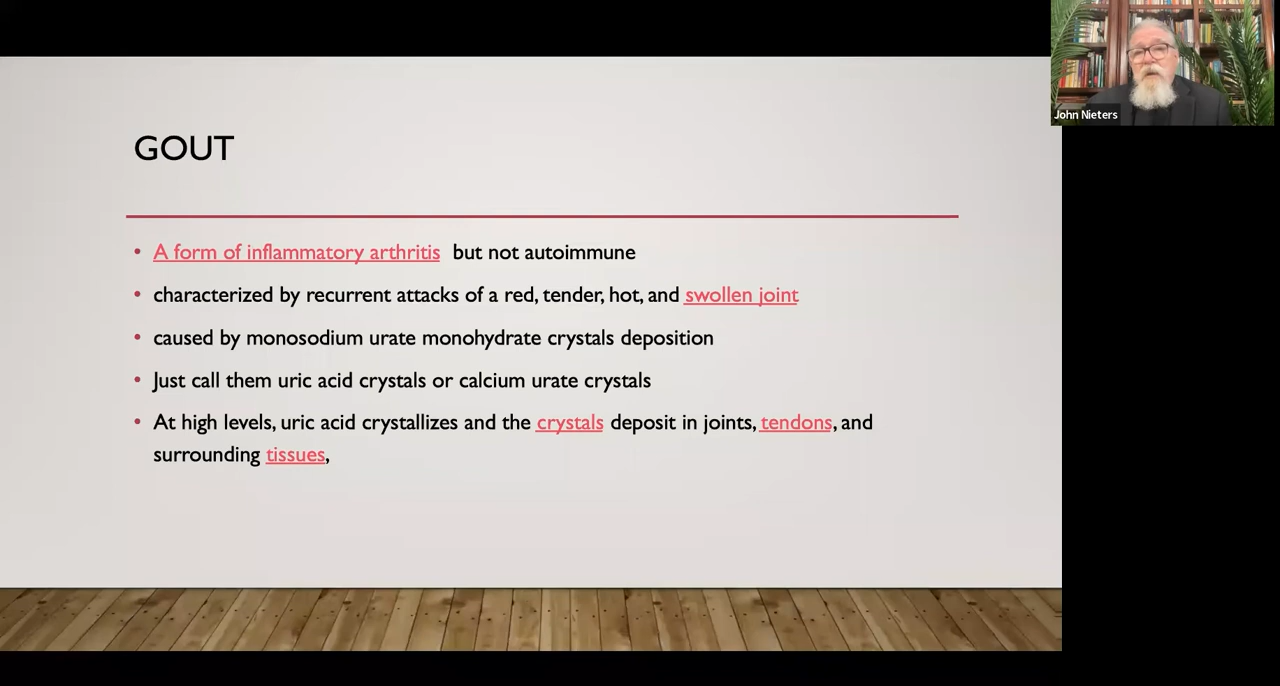 GOUT
• A form of inflammatory arthritis but not autoimmune
• characterized by recurrent attacks of a red, tender, hot, and swollen joint
• caused by monosodium urate monohydrate crystals deposition
• Just call them uric acid crystals or calcium urate crystals
• At high levels, uric acid crystallizes and the crystals deposit in joints, tendons, and
surrounding tissues,
John Nieters